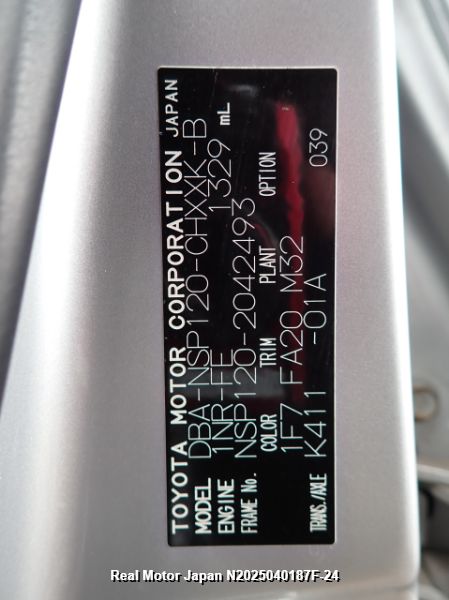 TOYOTA MOTOR CORPORATION JAPAN
MODEL DBA-NSP120-CHXXK-B
ENGINE 1NR-FE 1329 mL
FRAME No. NSP120-2042493
COLOR TRIM PLANT OPTION
1F7 FA20 M32 039
TRANS./AXLE K411 -01A
Real Motor Japan N2025040187F-24